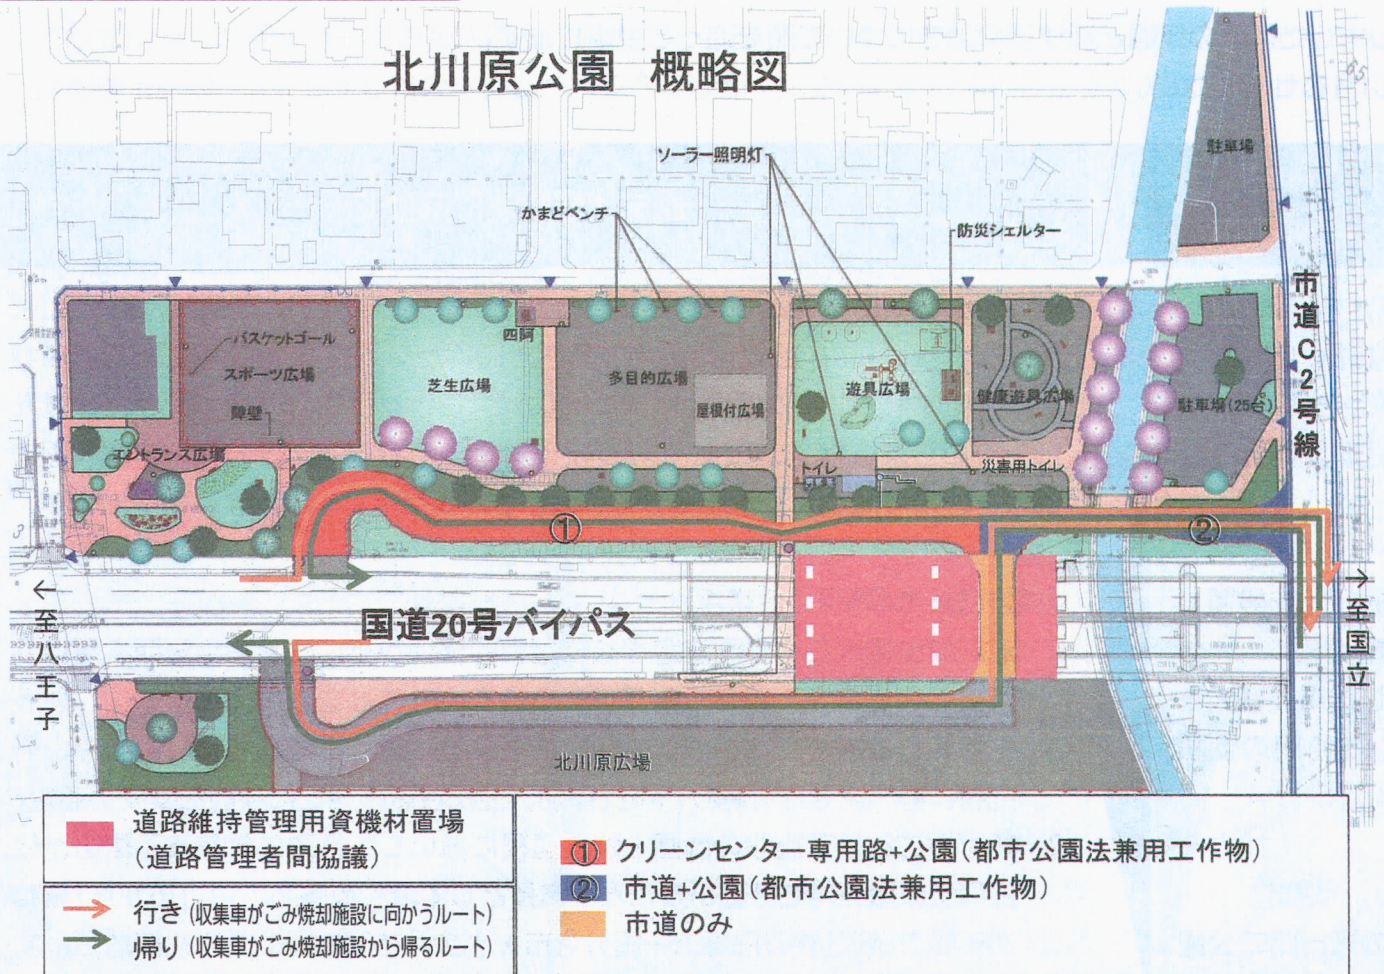 北川原公園 概略図
ソーラー照明灯
駐車場
かまどベンチ
防災シェルター
市道C2号線
四阿
バスケットゴール
スポーツ広場
障壁
芝生広場
多目的広場
屋根付広場
遊具広場
健康遊具広場
駐車場(25台)
エントランス広場
トイレ
災害用トイレ
①
②
←至八王子
国道20号バイパス
→至国立
北川原広場
道路維持管理用資機材置場
(道路管理者間協議)
行き (収集車がごみ焼却施設に向かうルート)
帰り (収集車がごみ焼却施設から帰るルート)
① クリーンセンター専用路+公園(都市公園法兼用工作物)
② 市道+公園(都市公園法兼用工作物)
市道のみ
65